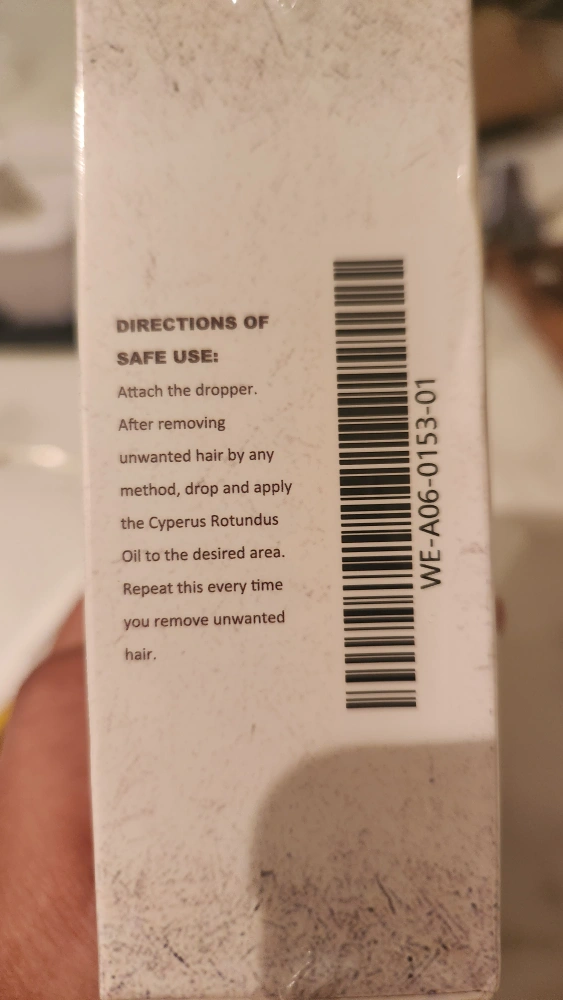 DIRECTIONS OF
SAFE USE:
Attach the dropper.
After removing
unwanted hair by any
method, drop and apply
the Cyperus Rotundus
Oil to the desired area.
Repeat this every time
you remove unwanted
hair.
WE-A06-0153-01